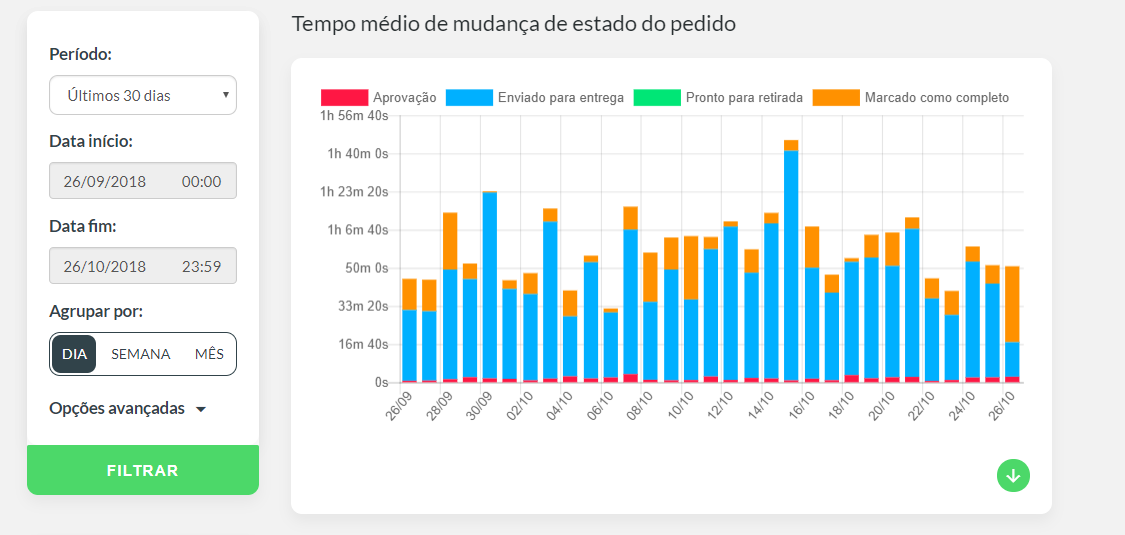 Período:
Últimos 30 dias
Data início:
26/09/2018 00:00
Data fim:
26/10/2018 23:59
Agrupar por:
DIA SEMANA MÊS
Opções avançadas
FILTRAR
Tempo médio de mudança de estado do pedido
Aprovação Enviado para entrega Pronto para retirada Marcado como completo
1h 56m 40s
1h 40m 0s
1h 23m 20s
1h 6m 40s
50m 0s
33m 20s
16m 40s
0s
26/09 28/09 30/09 02/10 04/10 06/10 08/10 10/10 12/10 14/10 16/10 18/10 20/10 22/10 24/10 26/10